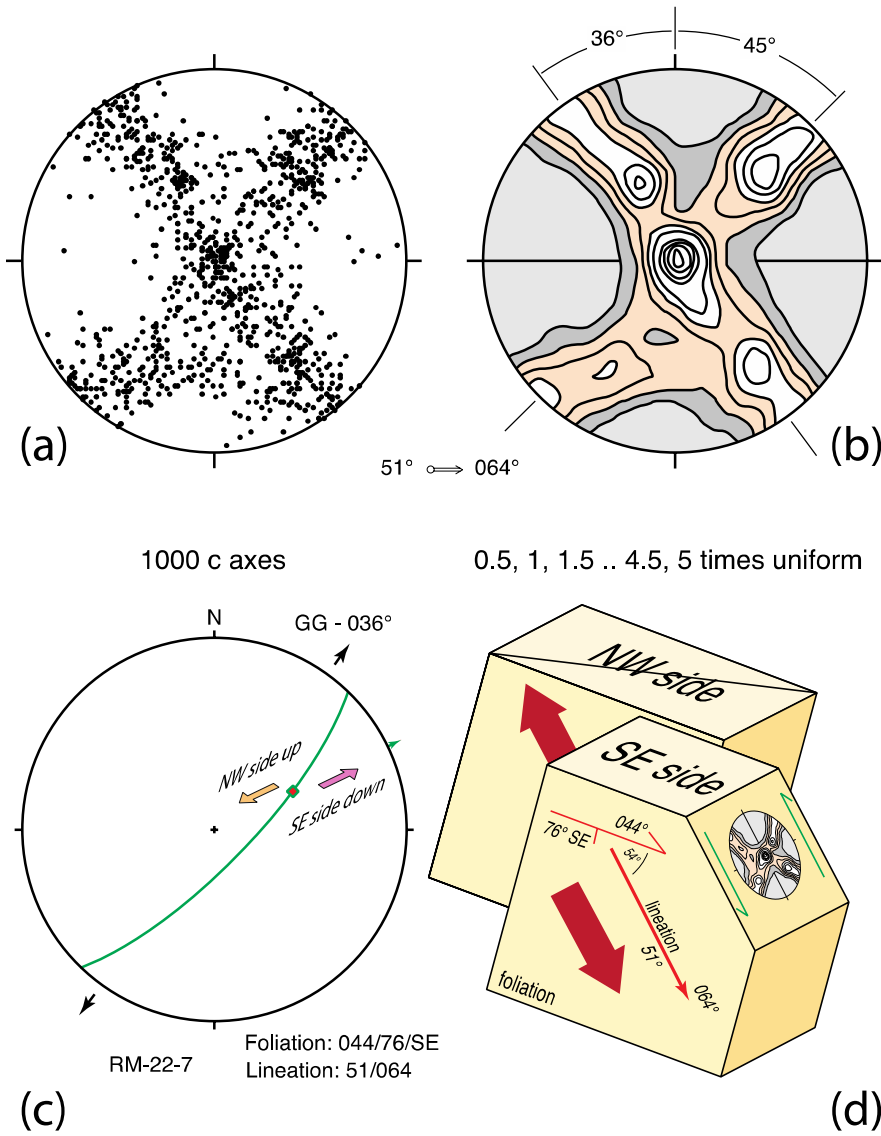 36°
45°
(a)
(b)
51° 064°
1000 c axes
0.5, 1, 1.5 .. 4.5, 5 times uniform
N
GG - 036°
NW side up
SE side down
RM-22-7
Foliation: 044/76/SE
Lineation: 51/064
(c)
NW side
SE side
044°
76° SE
54°
lineation
51°
064°
foliation
(d)